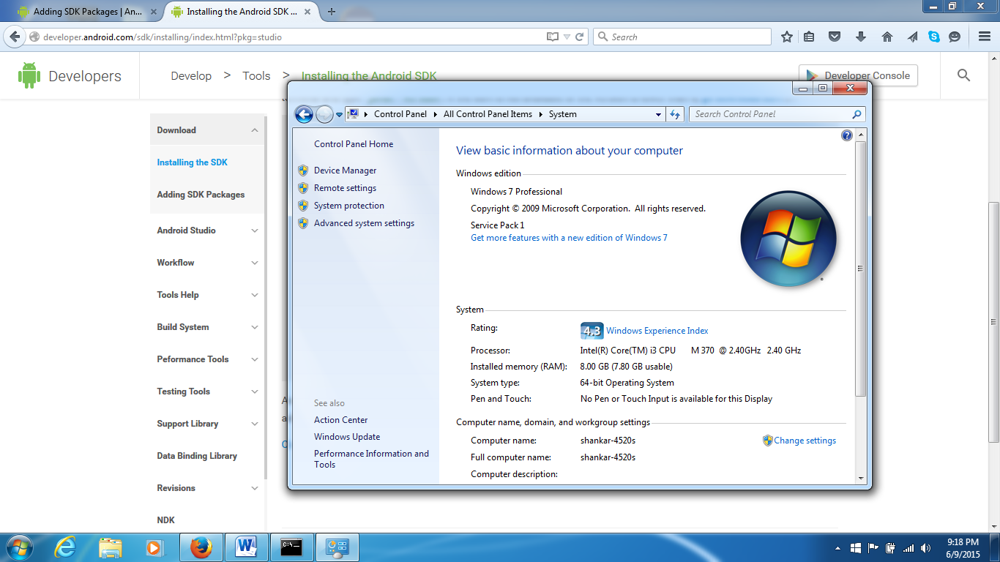 Adding SDK Packages | An...
Installing the Android SDK ...
developer.android.com/sdk/installing/index.html?pkg=studio
Search
Developers
Develop > Tools > Installing the Android SDK
Developer Console
Download
Installing the SDK
Adding SDK Packages
Android Studio
Workflow
Tools Help
Build System
Peformance Tools
Testing Tools
Support Library
Data Binding Library
Revisions
NDK
Control Panel
All Control Panel Items
System
Search Control Panel
Control Panel Home
Device Manager
Remote settings
System protection
Advanced system settings
See also
Action Center
Windows Update
Performance Information and
Tools
View basic information about your computer
Windows edition
Windows 7 Professional
Copyright © 2009 Microsoft Corporation. All rights reserved.
Service Pack 1
Get more features with a new edition of Windows 7
System
Rating: 4.3 Windows Experience Index
Processor: Intel(R) Core(TM) i3 CPU M 370 @ 2.40GHz 2.40 GHz
Installed memory (RAM): 8.00 GB (7.80 GB usable)
System type: 64-bit Operating System
Pen and Touch: No Pen or Touch Input is available for this Display
Computer name, domain, and workgroup settings
Computer name: shankar-4520s
Change settings
Full computer name: shankar-4520s
Computer description:
9:18 PM
6/9/2015